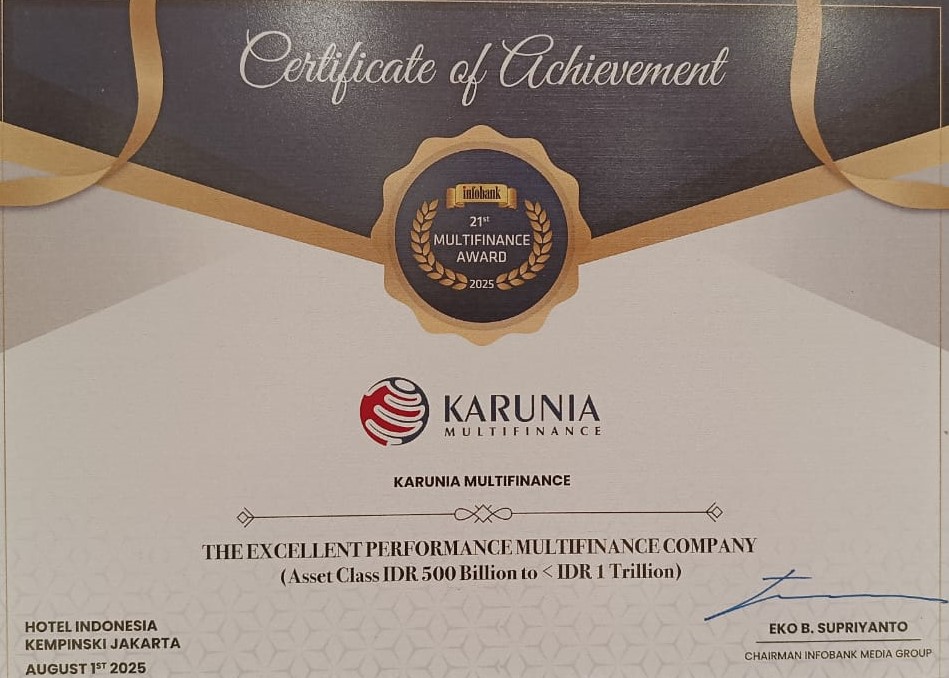 Certificate of Achievement
infobank
21st
MULTIFINANCE
AWARD
2025
KARUNIA
MULTIFINANCE
KARUNIA MULTIFINANCE
THE EXCELLENT PERFORMANCE MULTIFINANCE COMPANY
(Asset Class IDR 500 Billion to < IDR 1 Trillion)
HOTEL INDONESIA
KEMPINSKI JAKARTA
AUGUST 1ST 2025
EKO B. SUPRIYANTO
CHAIRMAN INFOBANK MEDIA GROUP